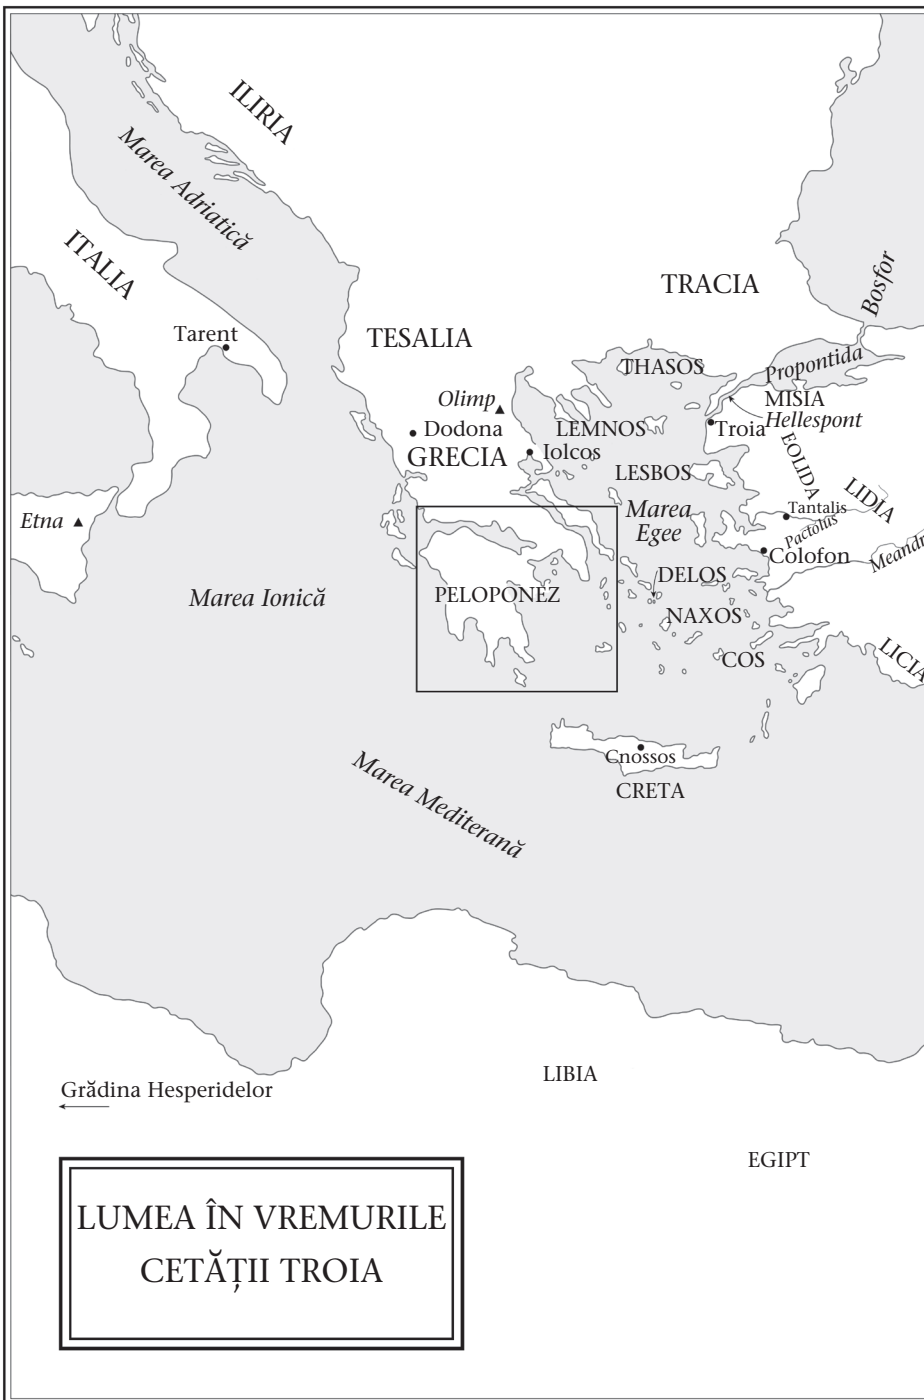 ILIRIA
Marea Adriatică
ITALIA
TRACIA
Bosfor
Tarent
TESALIA
THASOS
Propontida
Olimp
MISIA
Hellespont
Dodona
LEMNOS
Troia
GRECIA
Iolcos
EOLIDA
LESBOS
LIDIA
Etna
Marea
Egee
Tantalis
Pactolus
Colofon
Meandr
DELOS
PELOPONEZ
Marea Ionică
NAXOS
COS
LICIA
Cnossos
CRETA
Marea Mediterană
LIBIA
Grădina Hesperidelor
EGIPT
LUMEA ÎN VREMURILE
CETĂȚII TROIA